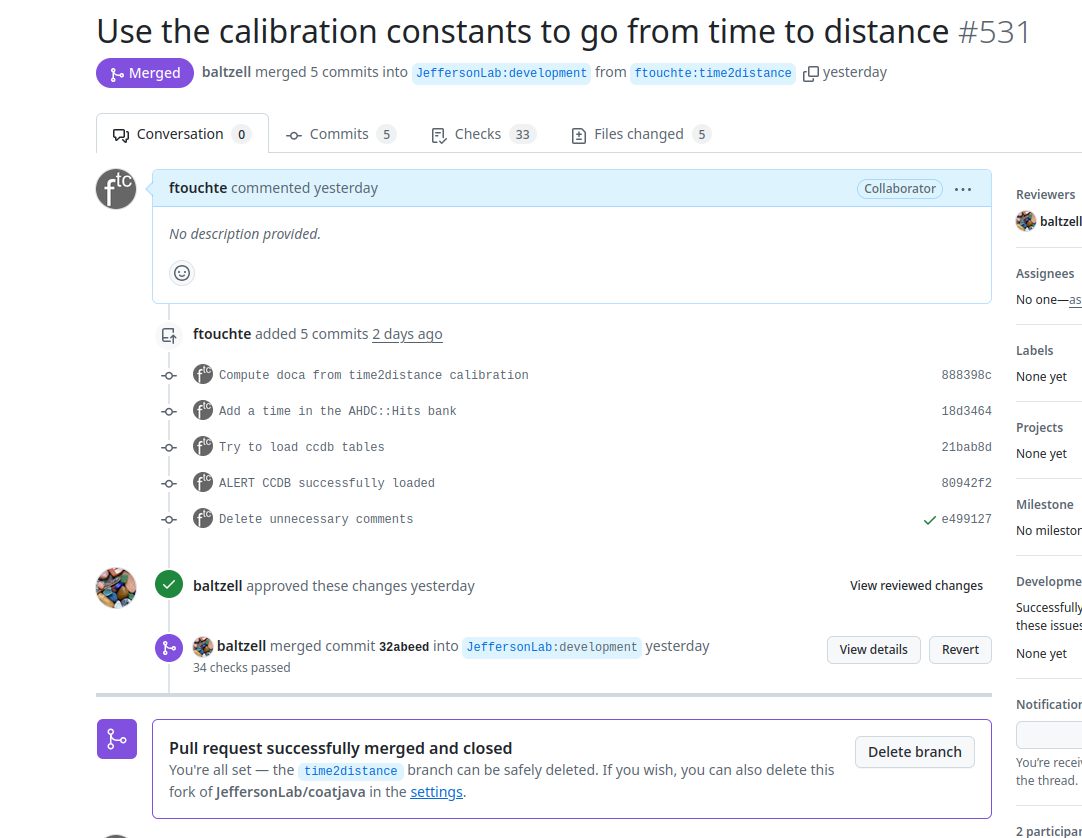 Use the calibration constants to go from time to distance #531
Merged baltzell merged 5 commits into JeffersonLab:development from ftouchte:time2distance yesterday
Conversation 0 Commits 5 Checks 33 Files changed 5
ftc
ftouchte commented yesterday Collaborator ...
No description provided.
ftouchte added 5 commits 2 days ago
Compute doca from time2distance calibration 888398c
Add a time in the AHDC::Hits bank 18d3464
Try to load ccdb tables 21bab8d
ALERT CCDB successfully loaded 80942f2
Delete unnecessary comments e499127
baltzell approved these changes yesterday View reviewed changes
baltzell merged commit 32abeed into JeffersonLab:development yesterday View details Revert
34 checks passed
Pull request successfully merged and closed
You're all set — the time2distance branch can be safely deleted. If you wish, you can also delete this
fork of JeffersonLab/coatjava in the settings.
Delete branch
Reviewers
baltzell
Assignees
No one—as
Labels
None yet
Projects
None yet
Milestone
No mileston
Developme
Successfully
these issues
None yet
Notification
You're recei
the thread.
2 participan